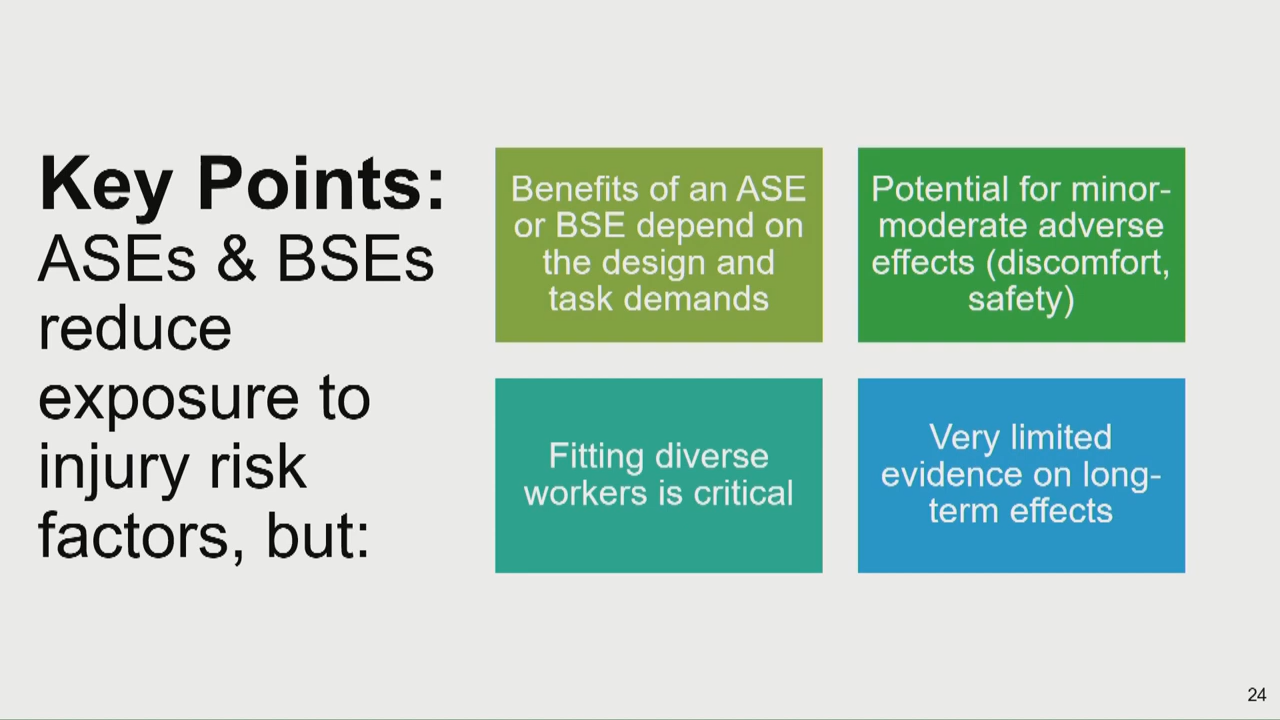 Key Points:
ASEs & BSEs
reduce
exposure to
injury risk
factors, but:
Benefits of an ASE
or BSE depend on
the design and
task demands
Potential for minor-
moderate adverse
effects (discomfort,
safety)
Fitting diverse
workers is critical
Very limited
evidence on long-
term effects
24